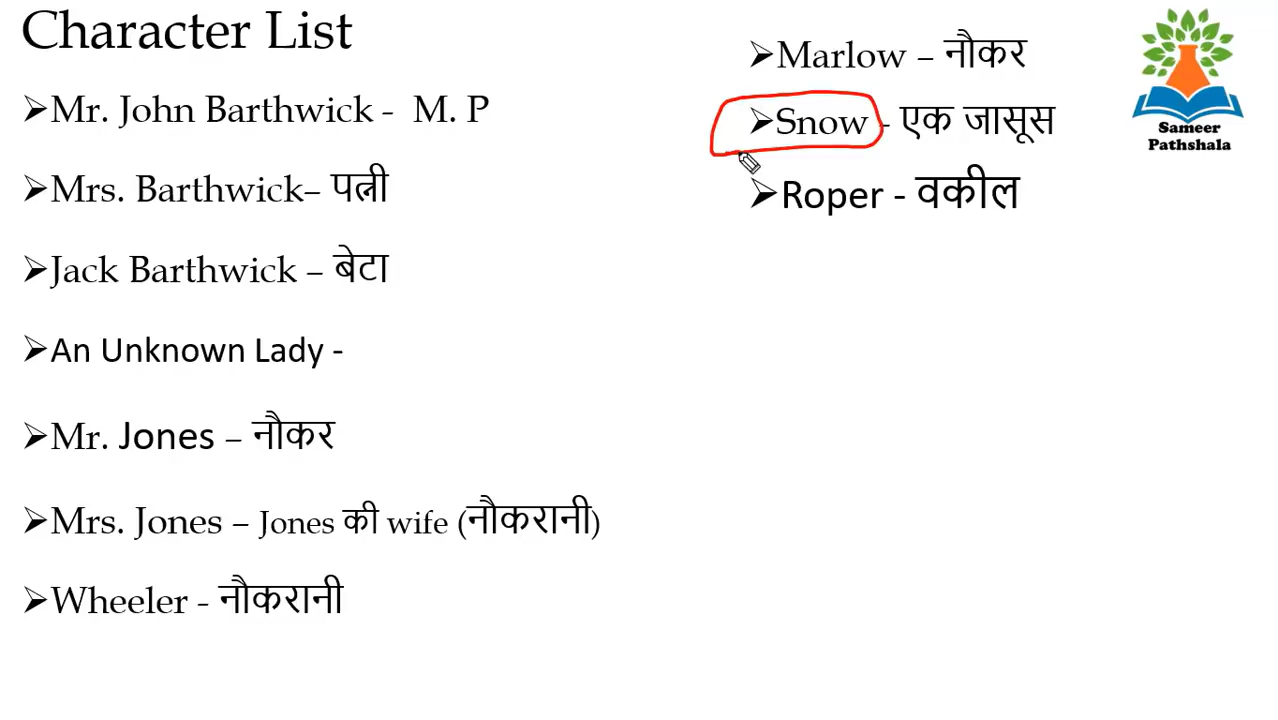 Character List
➢Mr. John Barthwick - M. P
➢Mrs. Barthwick– पत्नी
➢Jack Barthwick – बेटा
➢An Unknown Lady -
➢Mr. Jones – नौकर
➢Mrs. Jones – Jones की wife (नौकरानी)
➢Wheeler - नौकरानी
➢Marlow – नौकर
➢Snow - एक जासूस
➢Roper - वकील
Sameer
Pathshala